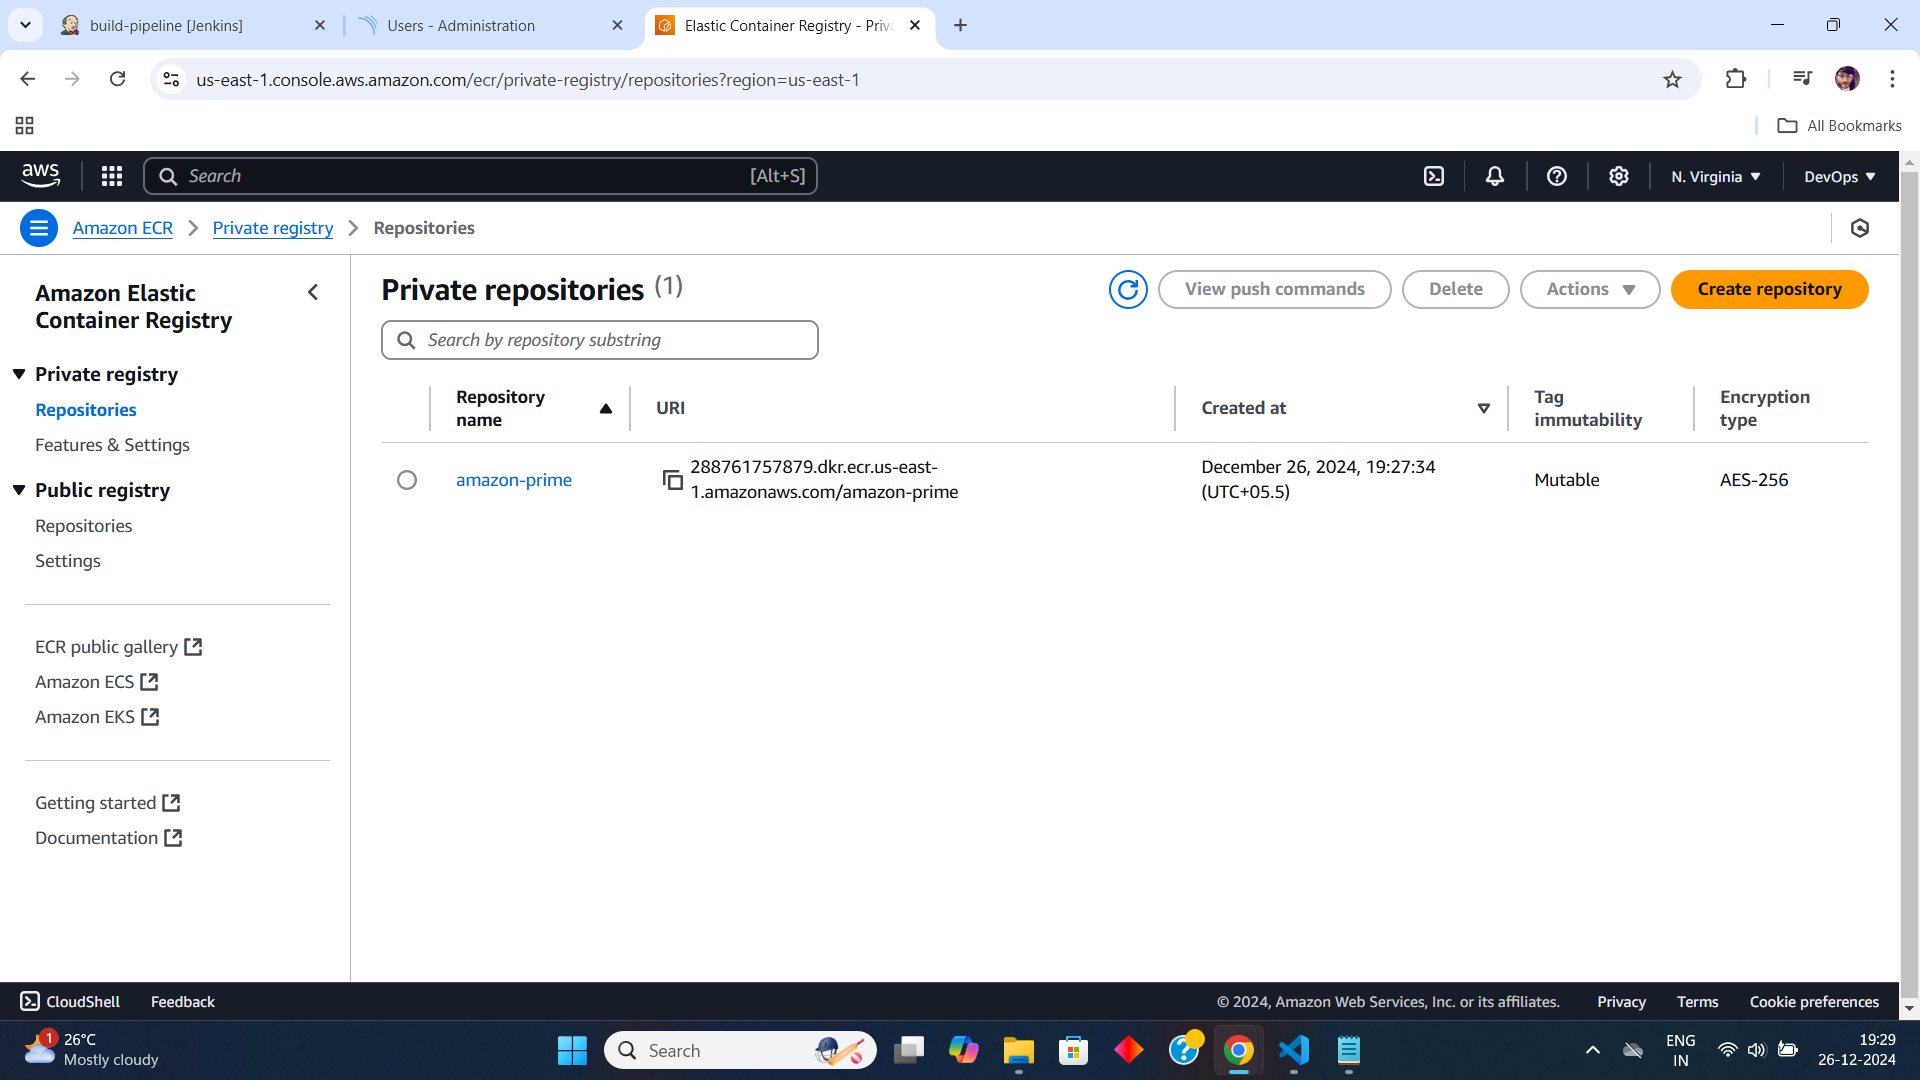 build-pipeline [Jenkins]
Users - Administration
Elastic Container Registry - Priva
us-east-1.console.aws.amazon.com/ecr/private-registry/repositories?region=us-east-1
All Bookmarks
aws
Search
[Alt+S]
N. Virginia
DevOps
Amazon ECR
Private registry
Repositories
Amazon Elastic
Container Registry
Private registry
Repositories
Features & Settings
Public registry
Repositories
Settings
ECR public gallery
Amazon ECS
Amazon EKS
Getting started
Documentation
Private repositories (1)
View push commands
Delete
Actions
Create repository
Search by repository substring
Repository
name
URI
Created at
Tag
immutability
Encryption
type
amazon-prime
288761757879.dkr.ecr.us-east-
1.amazonaws.com/amazon-prime
December 26, 2024, 19:27:34
(UTC+05.5)
Mutable
AES-256
CloudShell
Feedback
© 2024, Amazon Web Services, Inc. or its affiliates.
Privacy
Terms
Cookie preferences
1
26°C
Mostly cloudy
Search
ENG
IN
19:29
26-12-2024